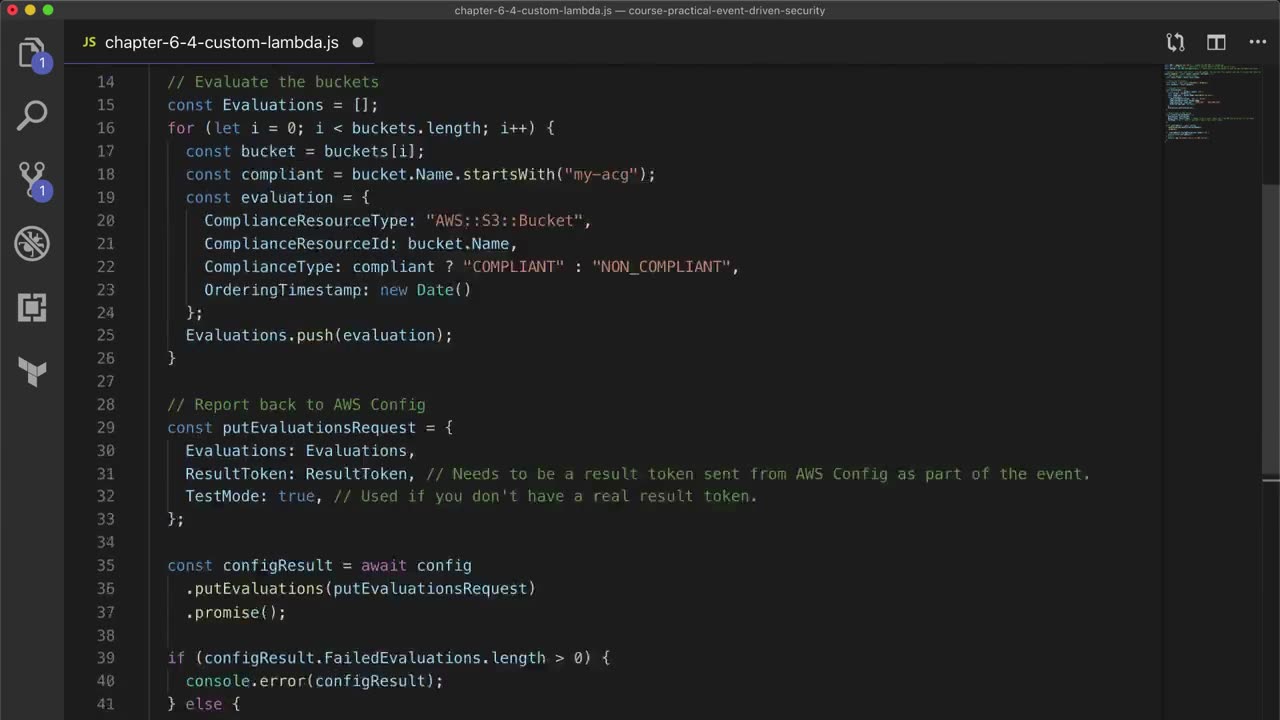 chapter-6-4-custom-lambda.js — course-practical-event-driven-security
JS chapter-6-4-custom-lambda.js
1
1
14 // Evaluate the buckets
15 const Evaluations = [];
16 for (let i = 0; i < buckets.length; i++) {
17 const bucket = buckets[i];
18 const compliant = bucket.Name.startsWith("my-acg");
19 const evaluation = {
20 ComplianceResourceType: "AWS::S3::Bucket",
21 ComplianceResourceId: bucket.Name,
22 ComplianceType: compliant ? "COMPLIANT" : "NON_COMPLIANT",
23 OrderingTimestamp: new Date()
24 };
25 Evaluations.push(evaluation);
26 }
27
28 // Report back to AWS Config
29 const putEvaluationsRequest = {
30 Evaluations: Evaluations,
31 ResultToken: ResultToken, // Needs to be a result token sent from AWS Config as part of the event.
32 TestMode: true, // Used if you don't have a real result token.
33 };
34
35 const configResult = await config
36 .putEvaluations(putEvaluationsRequest)
37 .promise();
38
39 if (configResult.FailedEvaluations.length > 0) {
40 console.error(configResult);
41 } else {